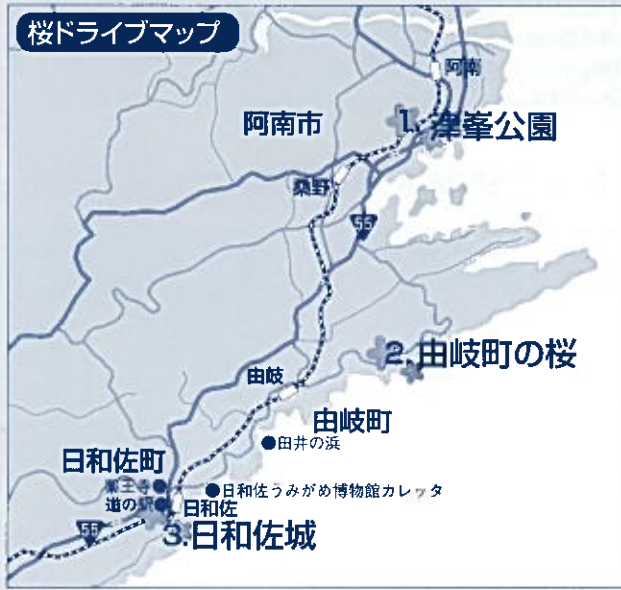 桜ドライブマップ
阿南
阿南市
1. 津峯公園
桑野
55
2.由岐町の桜
由岐
由岐町
●田井の浜
日和佐町
薬王寺●
●日和佐うみがめ博物館カレッタ
道の駅●
日和佐
55
3.日和佐城